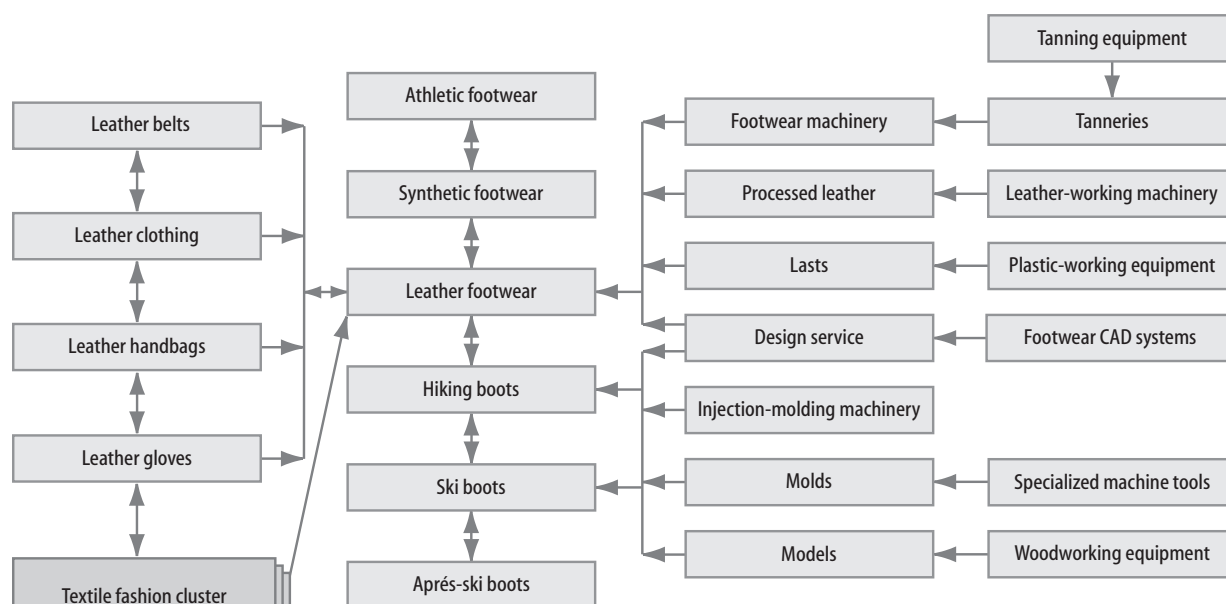 Tanning equipment
Athletic footwear
Leather belts
Footwear machinery
Tanneries
Synthetic footwear
Processed leather
Leather-working machinery
Leather clothing
Lasts
Plastic-working equipment
Leather footwear
Leather handbags
Design service
Footwear CAD systems
Hiking boots
Injection-molding machinery
Leather gloves
Ski boots
Molds
Specialized machine tools
Models
Woodworking equipment
Aprés-ski boots
Textile fashion cluster